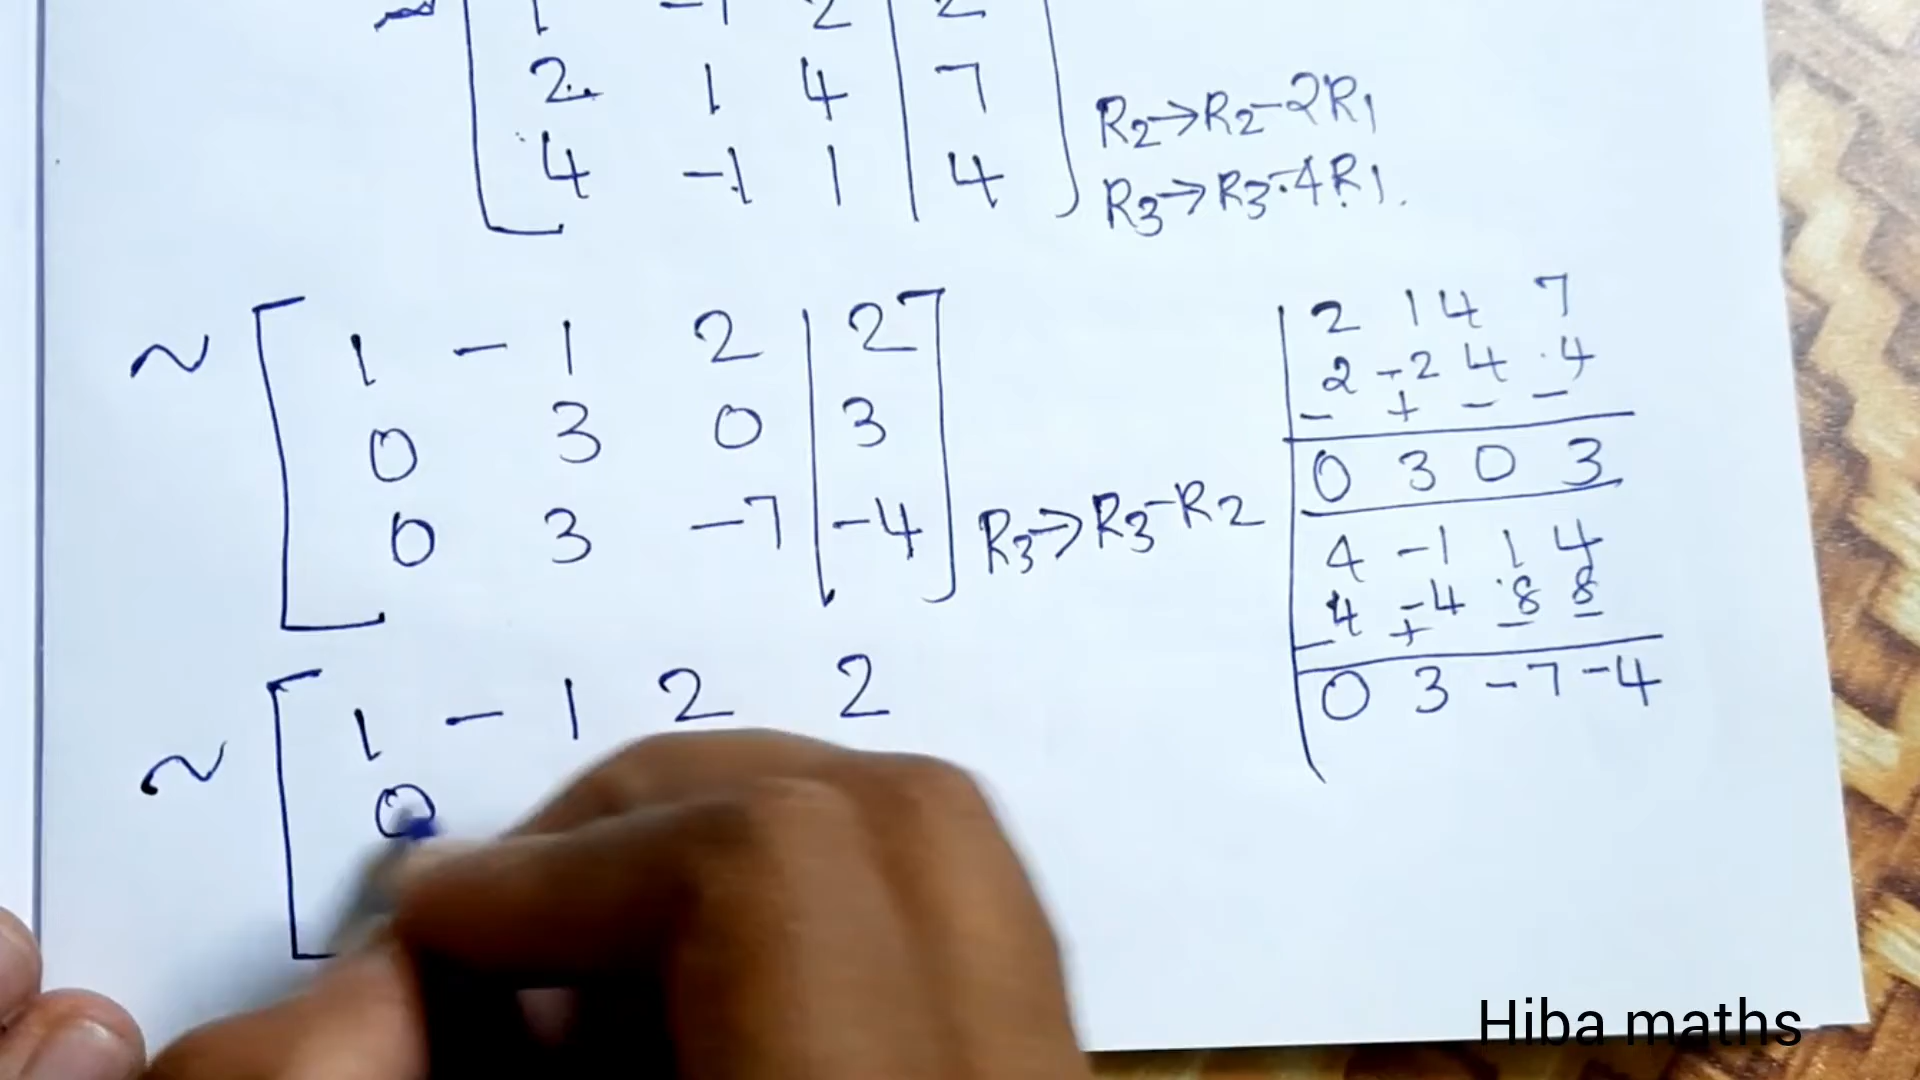 ~ [ 1 -1 2 | 2
2 1 4 | 7
4 -1 1 | 4 ]
R2→R2-2R1
R3→R3-4R1.
~ [ 1 -1 2 | 2
0 3 0 | 3
0 3 -7 | -4 ] R3→R3-R2
2 1 4 7
2 -2 4 4
- + - -
0 3 0 3
4 -1 1 4
4 -4 8 8
- + - -
0 3 -7 -4
~ [ 1 -1 2 2
0
Hiba maths